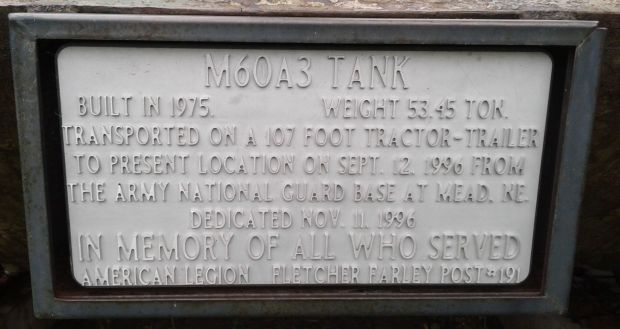 M60A3 TANK
BUILT IN 1975. WEIGHT 53.45 TON.
TRANSPORTED ON A 107 FOOT TRACTOR-TRAILER
TO PRESENT LOCATION ON SEPT. 12, 1996 FROM
THE ARMY NATIONAL GUARD BASE AT MEAD, NE.
DEDICATED NOV. 11, 1996
IN MEMORY OF ALL WHO SERVED
AMERICAN LEGION FLETCHER FARLEY POST #191